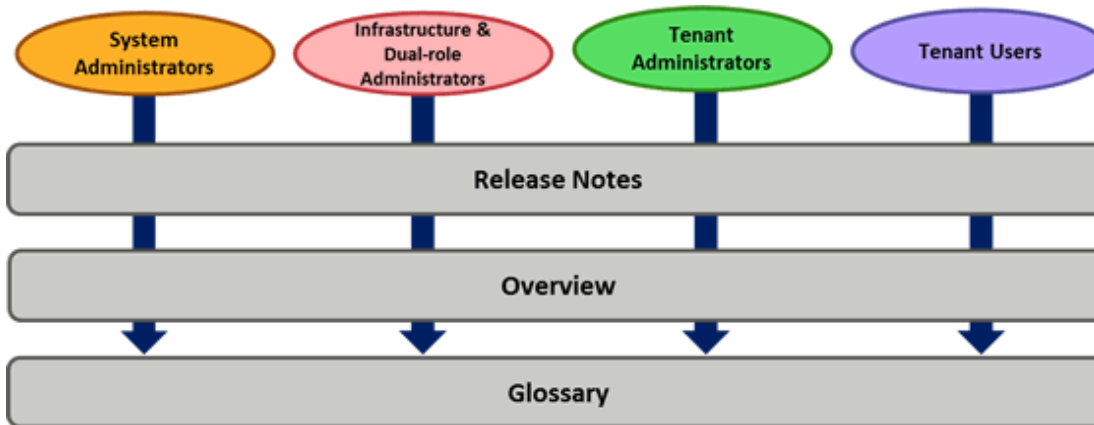 System
Administrators
Infrastructure &
Dual-role
Administrators
Tenant
Administrators
Tenant Users
Release Notes
Overview
Glossary